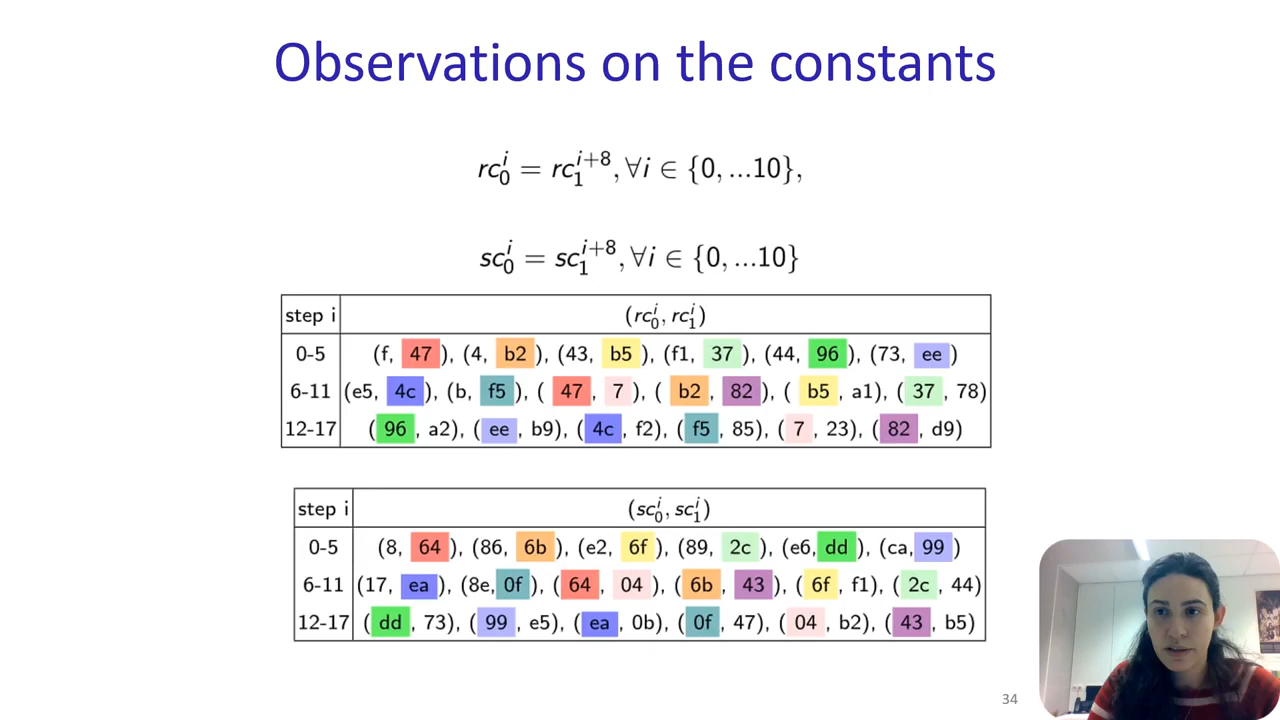 Observations on the constants
rc₀ⁱ = rc₁ⁱ⁺⁸, ∀i ∈ {0, ...10},
sc₀ⁱ = sc₁ⁱ⁺⁸, ∀i ∈ {0, ...10}
step i (rc₀ⁱ, rc₁ⁱ)
0-5 (f, 47), (4, b2), (43, b5), (f1, 37), (44, 96), (73, ee)
6-11 (e5, 4c), (b, f5), (47, 7), (b2, 82), (b5, a1), (37, 78)
12-17 (96, a2), (ee, b9), (4c, f2), (f5, 85), (7, 23), (82, d9)
step i (sc₀ⁱ, sc₁ⁱ)
0-5 (8, 64), (86, 6b), (e2, 6f), (89, 2c), (e6, dd), (ca, 99)
6-11 (17, ea), (8e, 0f), (64, 04), (6b, 43), (6f, f1), (2c, 44)
12-17 (dd, 73), (99, e5), (ea, 0b), (0f, 47), (04, b2), (43, b5)
34